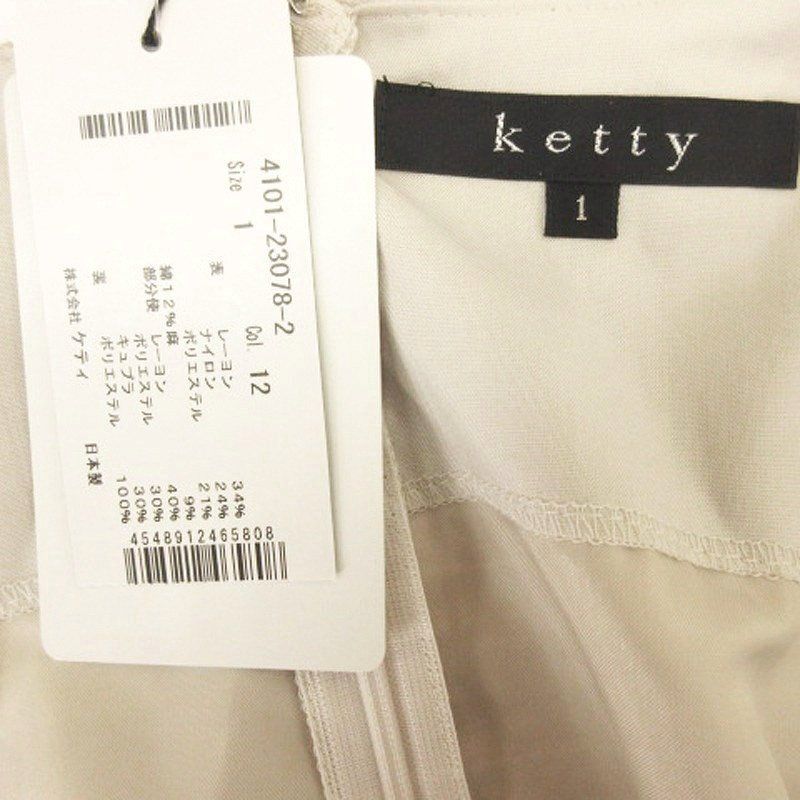 ketty
1
4101-23078-2
Size 1 Col. 12
表 レーヨン 34%
ナイロン 24%
ポリエステル 21%
綿12%麻 9%
部分使 レーヨン 40%
ポリエステル 30%
キュプラ 30%
裏 ポリエステル 100%
株式会社 ケティ 日本製
4548912465808